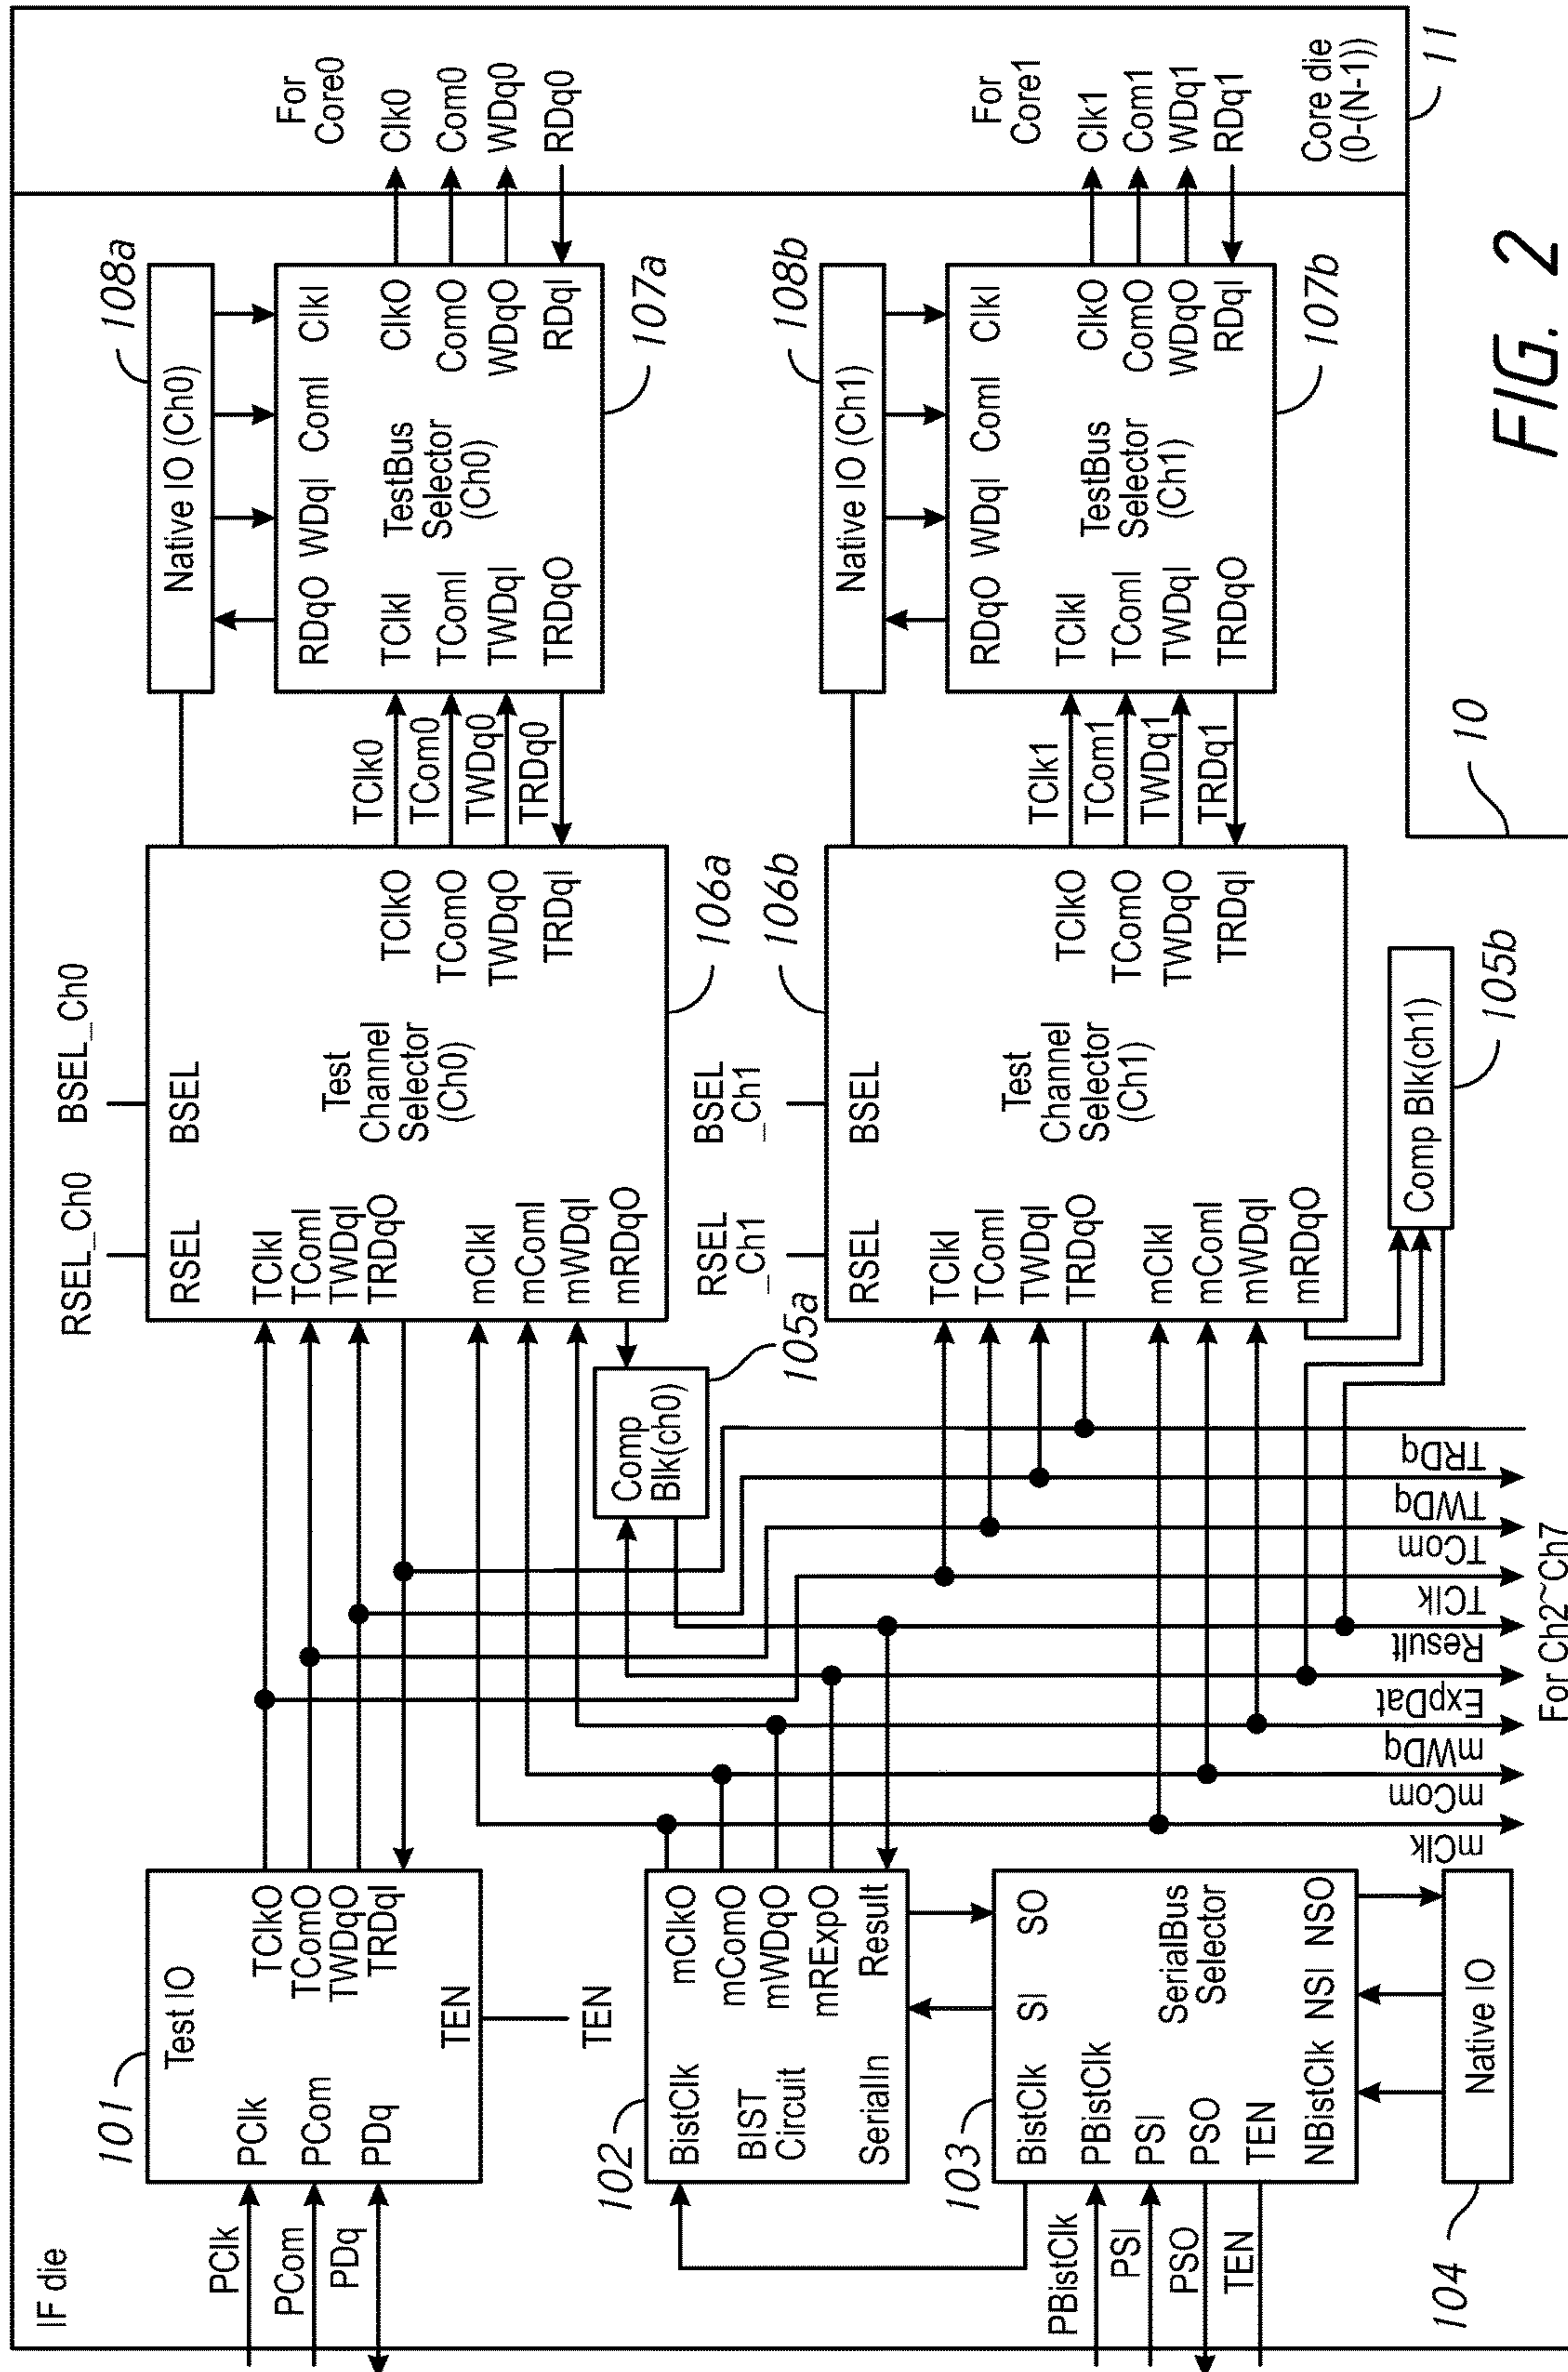 IF die
PClk
PCom
PDq
101
Test IO
PClk
PCom
PDq
TClkO
TComO
TWDqO
TRDqI
TEN
TEN
102
BistClk
BIST
Circuit
SerialIn
mClkO
mComO
mWDqO
mRExpO
Result
103
PBistClk
PSI
PSO
TEN
BistClk
SI
SO
PBistClk
PSI
PSO
TEN
SerialBus
Selector
NBistClk
NSI
NSO
104
Native IO
mClk
mCom
mWDq
ExpDat
Result
TClk
TCom
TWDq
TRDq
For Ch2~Ch7
RSEL_Ch0
BSEL_Ch0
RSEL
BSEL
TClkI
TComI
TWDqI
TRDqO
mClkI
mComI
mWDqI
mRDqO
Test
Channel
Selector
(Ch0)
TClkO
TComO
TWDqO
TRDqI
106a
Comp
Blk(ch0)
105a
RSEL
_Ch1
BSEL
_Ch1
106b
RSEL
BSEL
TClkI
TComI
TWDqI
TRDqO
mClkI
mComI
mWDqI
mRDqO
Test
Channel
Selector
(Ch1)
TClkO
TComO
TWDqO
TRDqI
Comp Blk(ch1)
105b
TClk0
TCom0
TWDq0
TRDq0
108a
Native IO (Ch0)
RDqO
WDqI
ComI
ClkI
TClkI
TComI
TWDqI
TRDqO
TestBus
Selector
(Ch0)
ClkO
ComO
WDqO
RDqI
107a
For
Core0
Clk0
Com0
WDq0
RDq0
TClk1
TCom1
TWDq1
TRDq1
108b
Native IO (Ch1)
RDqO
WDqI
ComI
ClkI
TClkI
TComI
TWDqI
TRDqO
TestBus
Selector
(Ch1)
ClkO
ComO
WDqO
RDqI
107b
For
Core1
Clk1
Com1
WDq1
RDq1
Core die
(0-(N-1))
11
10
FIG. 2